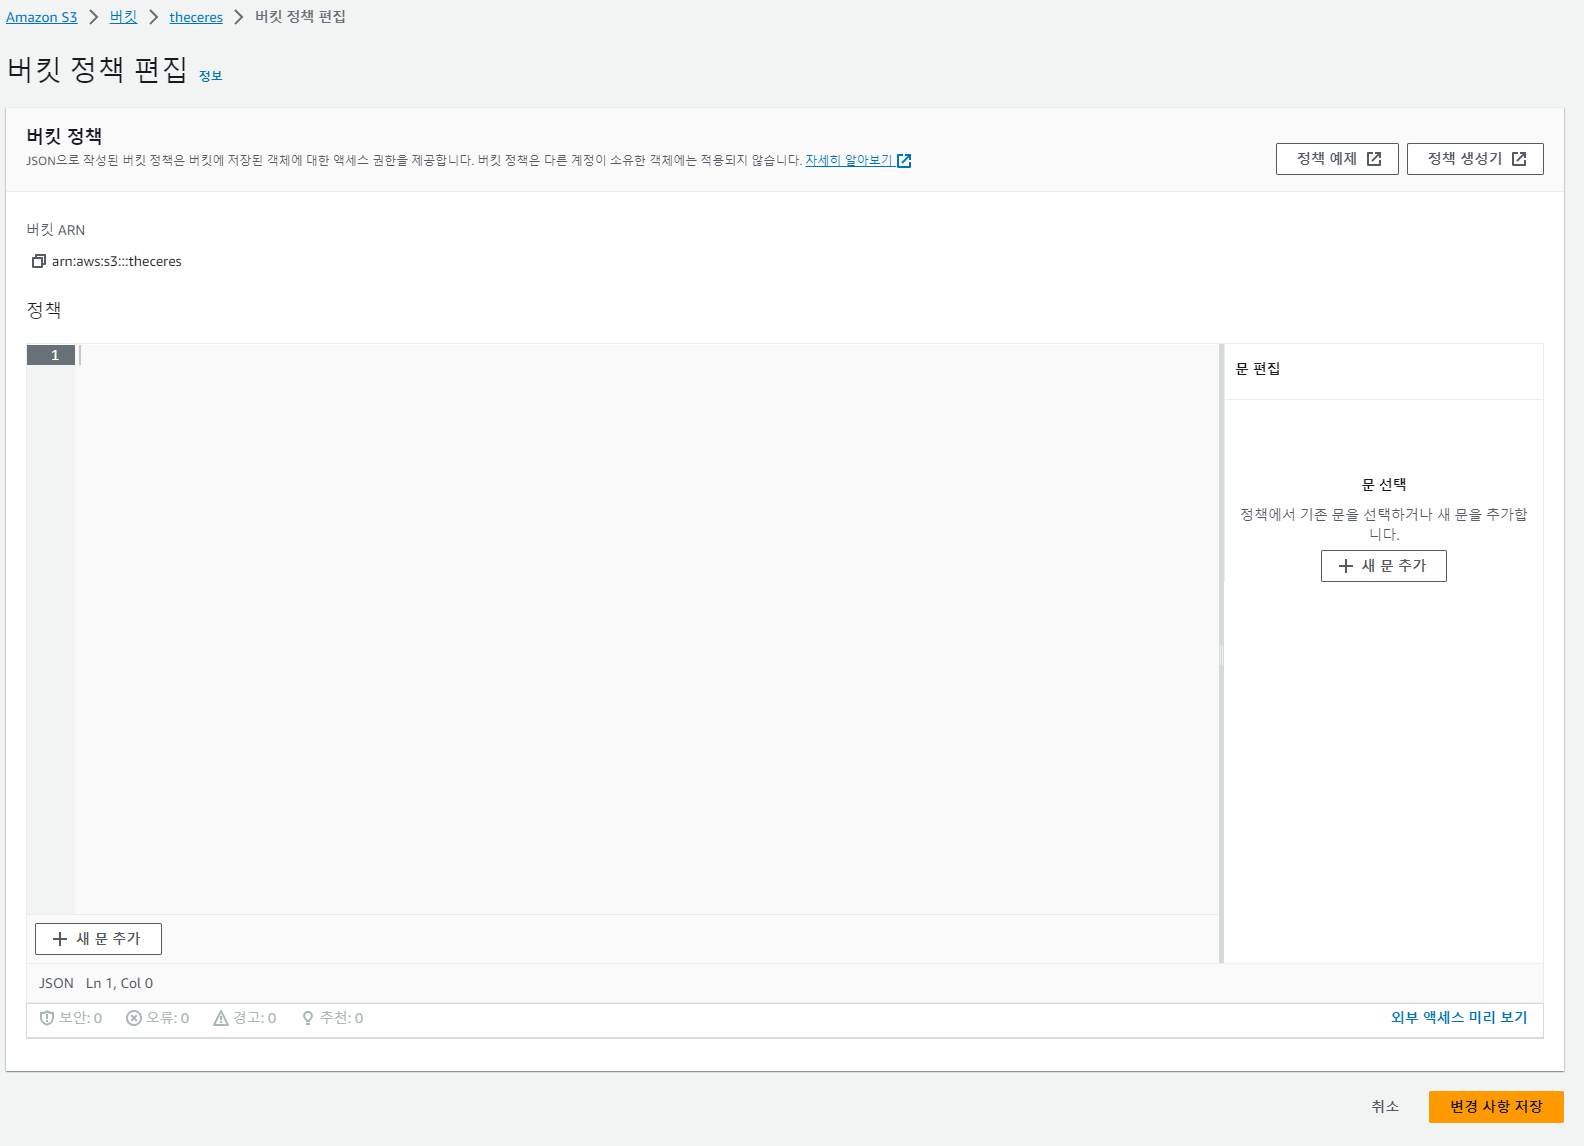 Amazon S3 > 버킷 > theceres > 버킷 정책 편집
버킷 정책 편집 정보
버킷 정책
JSON으로 작성된 버킷 정책은 버킷에 저장된 객체에 대한 액세스 권한을 제공합니다. 버킷 정책은 다른 계정이 소유한 객체에는 적용되지 않습니다. 자세히 알아보기
정책 예제
정책 생성기
버킷 ARN
arn:aws:s3:::theceres
정책
1
문 편집
문 선택
정책에서 기존 문을 선택하거나 새 문을 추가합
니다.
+ 새 문 추가
+ 새 문 추가
JSON Ln 1, Col 0
보안: 0 오류: 0 경고: 0 추천: 0
외부 액세스 미리 보기
취소
변경 사항 저장